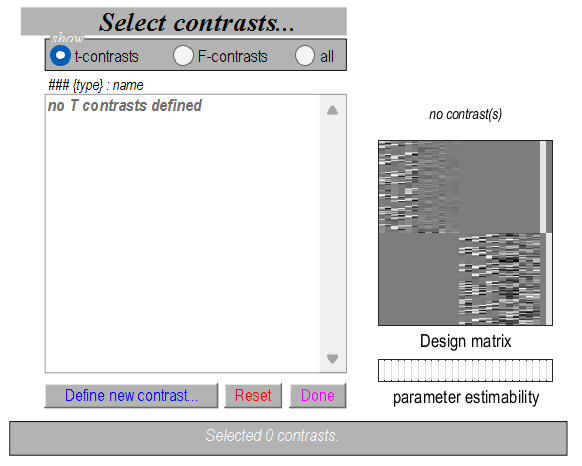 Select contrasts...
show
t-contrasts
F-contrasts
all
### {type} : name
no T contrasts defined
no contrast(s)
Design matrix
parameter estimability
Define new contrast...
Reset
Done
Selected 0 contrasts.